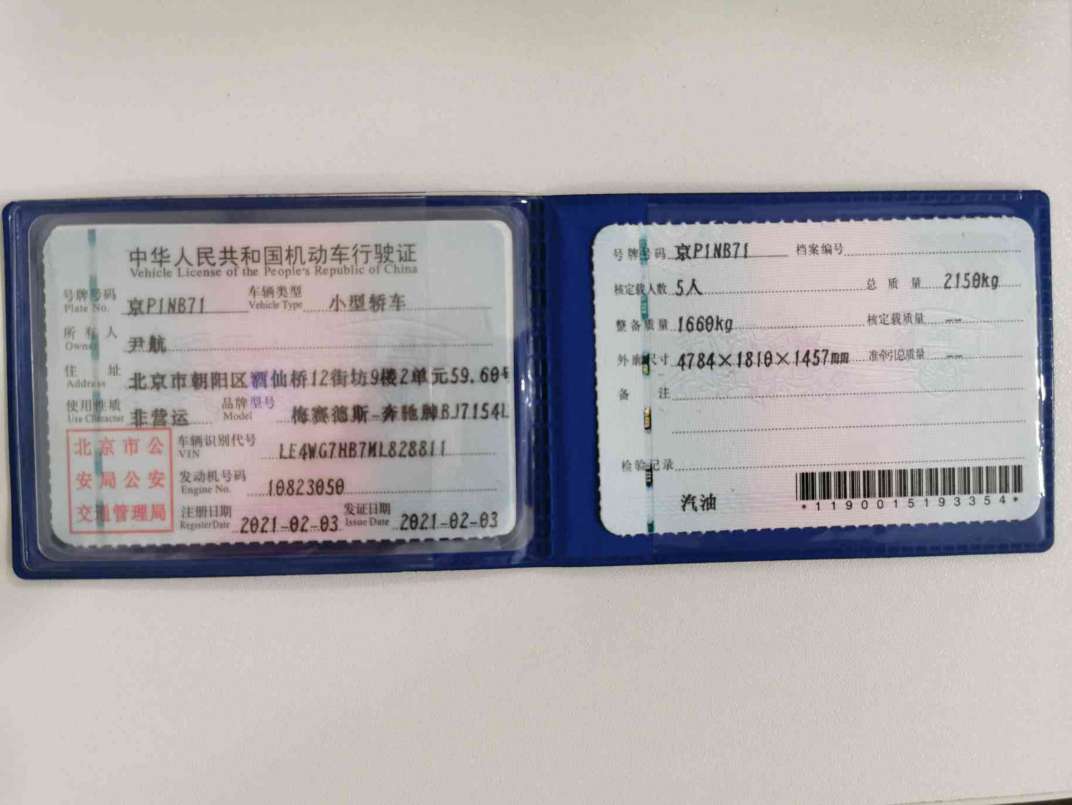 中华人民共和国机动车行驶证
Vehicle License of the People's Republic of China
号牌号码 京P1NB71 车辆类型 小型轿车
Plate No. Vehicle Type
所有人 尹航
Owner
住址 北京市朝阳区酒仙桥12街坊9楼2单元59.60
Address
使用性质 非营运 品牌型号 梅赛德斯-奔驰牌BJ7154L
Use Character Model
北京市公
安局公安
交通管理局
车辆识别代号 LE4WG7HB7ML828811
VIN
发动机号码 10823050
Engine No.
注册日期 2021-02-03 发证日期 2021-02-03
Register Date Issue Date
号牌号码 京P1NB71 档案编号
核定载人数 5人 总质量 2150kg
整备质量 1660kg 核定载质量 --
外廓尺寸 4784×1810×1457mm 准牵引总质量 --
备注
检验记录
汽油
*1190015193354*